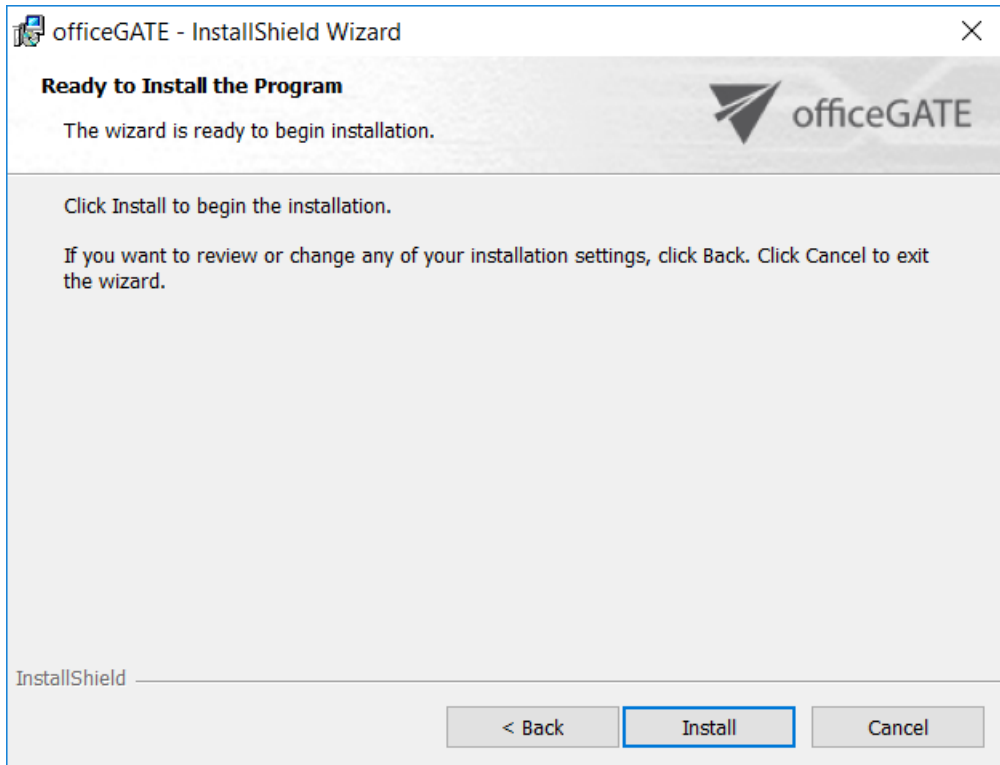 officeGATE - InstallShield Wizard
Ready to Install the Program
The wizard is ready to begin installation.
officeGATE
Click Install to begin the installation.
If you want to review or change any of your installation settings, click Back. Click Cancel to exit
the wizard.
InstallShield
< Back
Install
Cancel